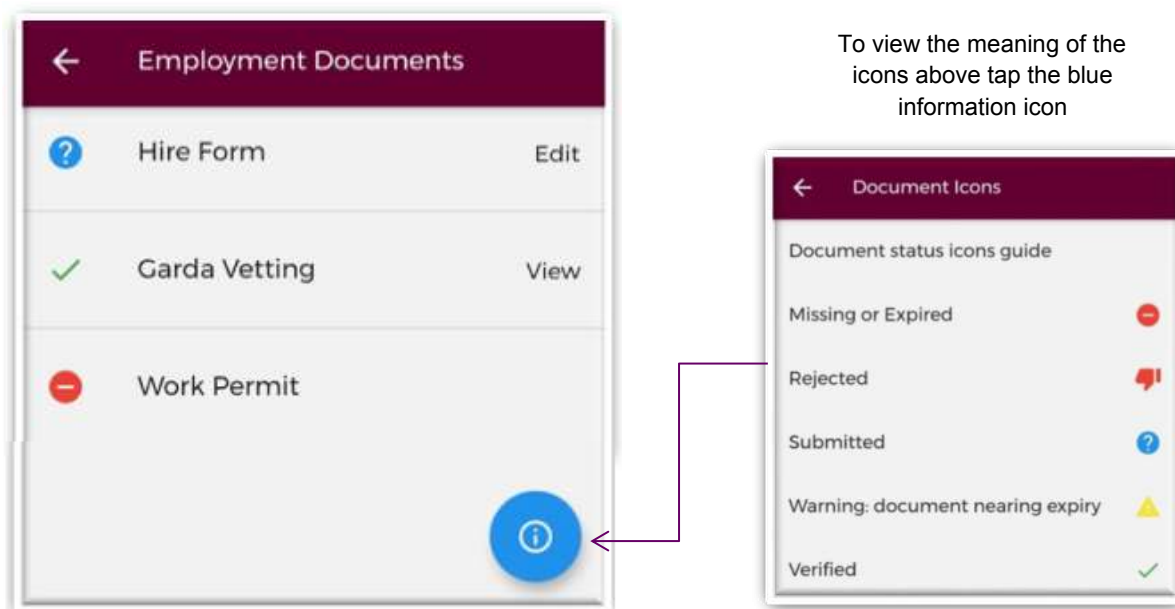 Employment Documents
Hire Form Edit
Garda Vetting View
Work Permit
To view the meaning of the
icons above tap the blue
information icon
Document Icons
Document status icons guide
Missing or Expired
Rejected
Submitted
Warning: document nearing expiry
Verified